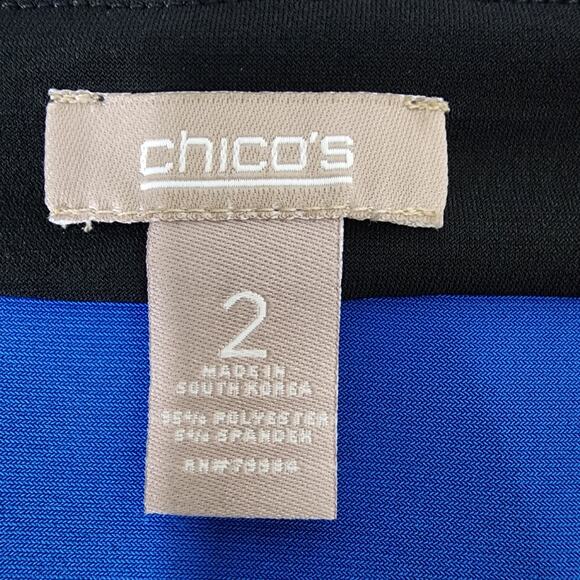 chico's
2
MADE IN
SOUTH KOREA
95% POLYESTER
5% SPANDEX